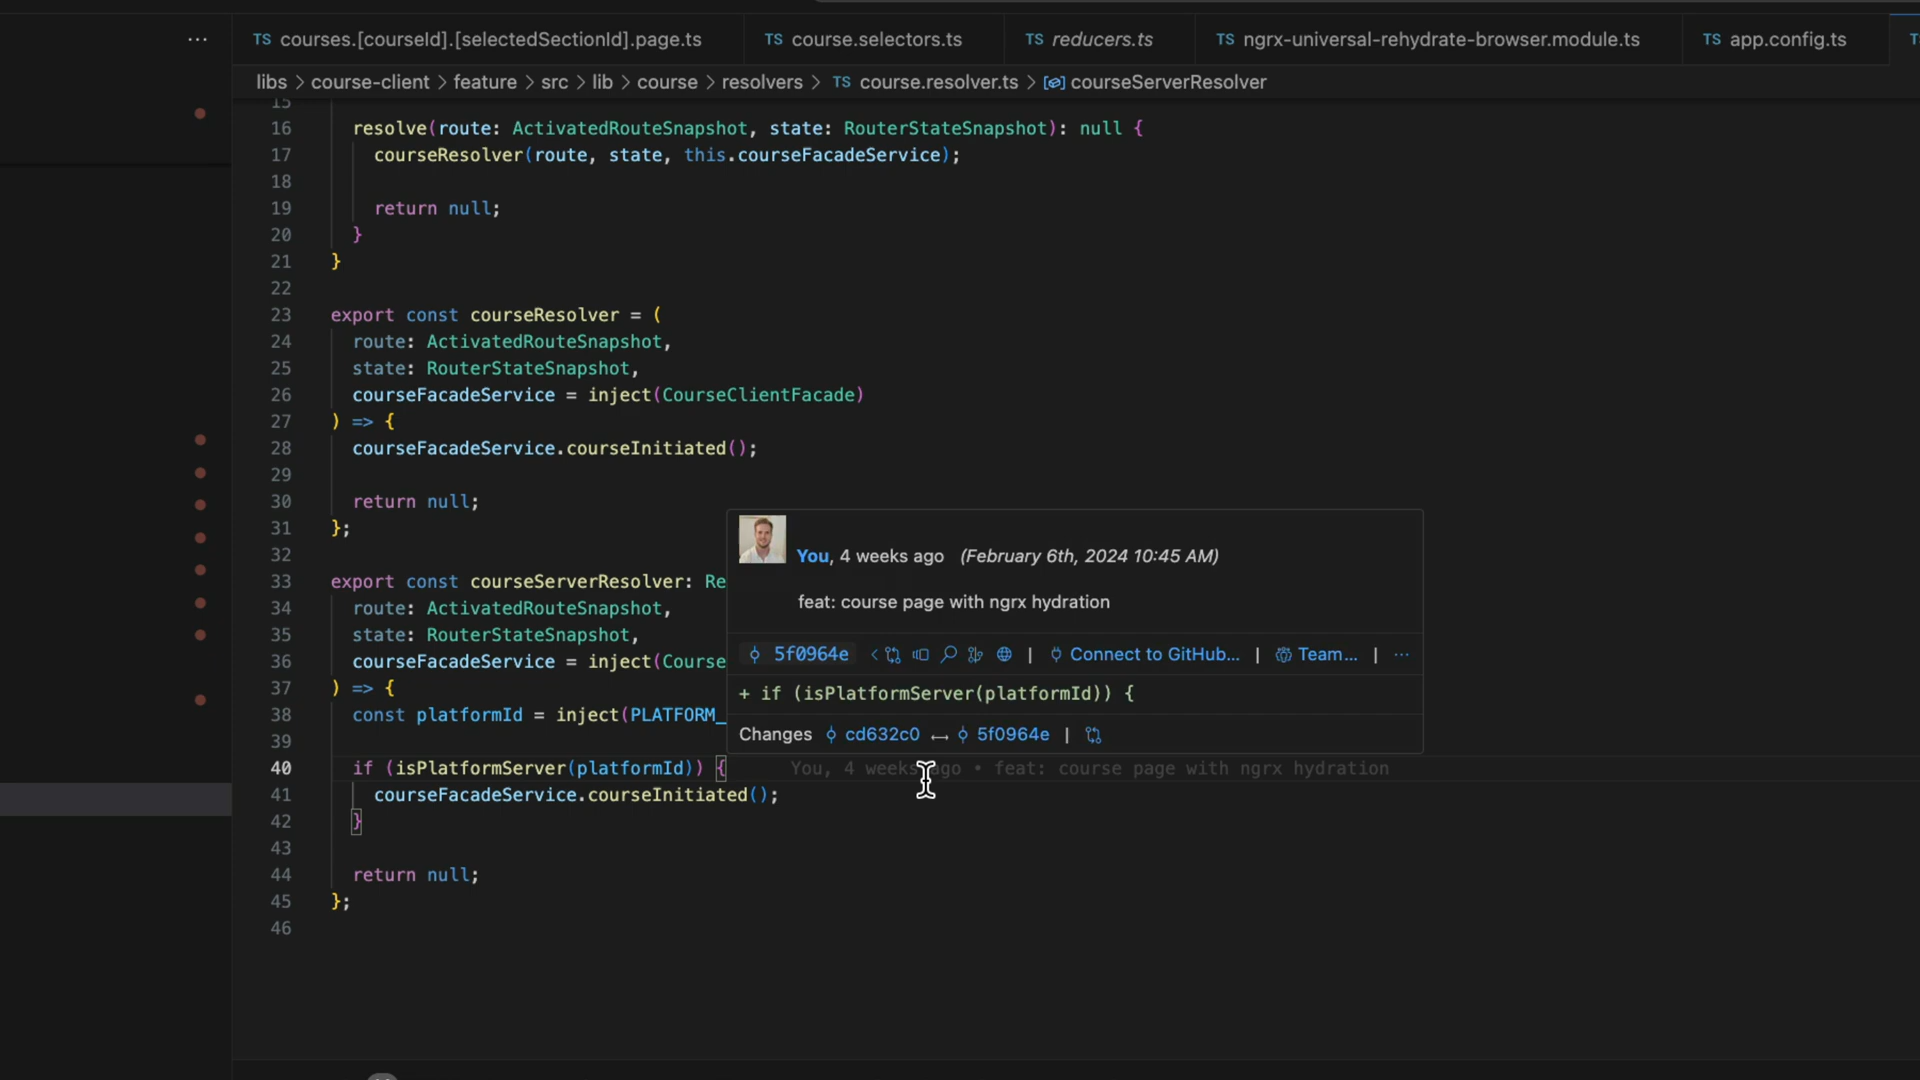 TS courses.[courseId].[selectedSectionId].page.ts
TS course.selectors.ts
TS reducers.ts
TS ngrx-universal-rehydrate-browser.module.ts
TS app.config.ts
libs > course-client > feature > src > lib > course > resolvers > TS course.resolver.ts > courseServerResolver
15
16 resolve(route: ActivatedRouteSnapshot, state: RouterStateSnapshot): null {
17 courseResolver(route, state, this.courseFacadeService);
18
19 return null;
20 }
21 }
22
23 export const courseResolver = (
24 route: ActivatedRouteSnapshot,
25 state: RouterStateSnapshot,
26 courseFacadeService = inject(CourseClientFacade)
27 ) => {
28 courseFacadeService.courseInitiated();
29
30 return null;
31 };
32
33 export const courseServerResolver: Re
34 route: ActivatedRouteSnapshot,
35 state: RouterStateSnapshot,
36 courseFacadeService = inject(Course
37 ) => {
38 const platformId = inject(PLATFORM_
39
40 if (isPlatformServer(platformId)) { You, 4 weeks ago • feat: course page with ngrx hydration
41 courseFacadeService.courseInitiated();
42 }
43
44 return null;
45 };
46
You, 4 weeks ago (February 6th, 2024 10:45 AM)
feat: course page with ngrx hydration
5f0964e | Connect to GitHub... | Team... | ...
+ if (isPlatformServer(platformId)) {
Changes cd632c0 ↔ 5f0964e |